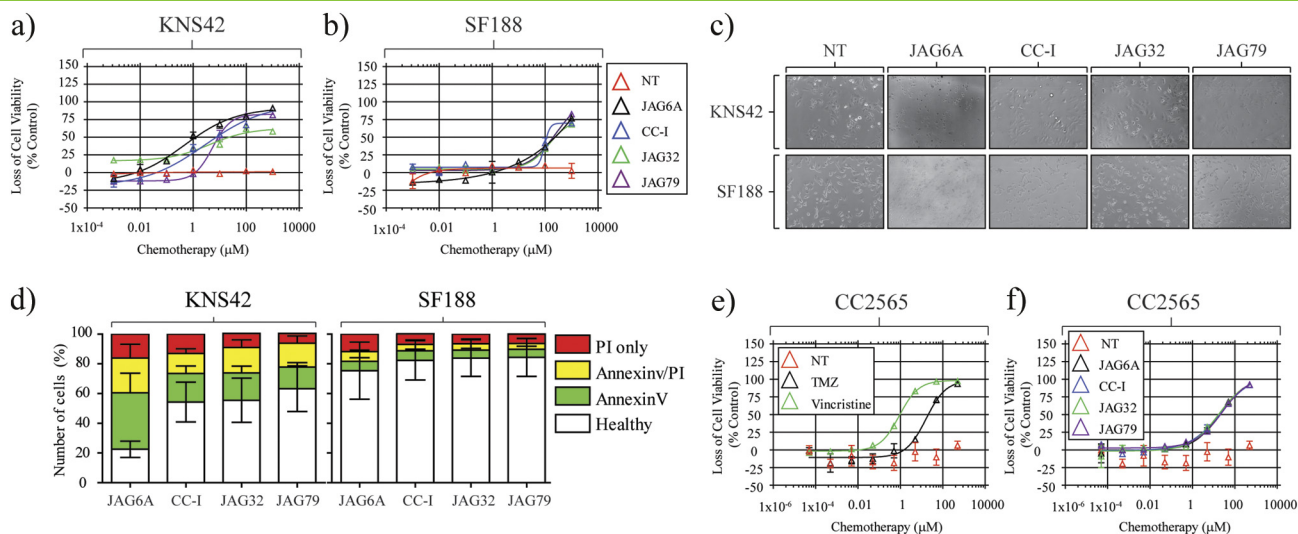 a)
KNS42
Loss of Cell Viability
(% Control)
150
125
100
75
50
25
0
-25
-50
1x10-4
0.01
1
100
10000
Chemotherapy (µM)
b)
SF188
Loss of Cell Viability
(% Control)
150
125
100
75
50
25
0
-25
-50
1x10-4
0.01
1
100
10000
Chemotherapy (µM)
NT
JAG6A
CC-I
JAG32
JAG79
c)
NT JAG6A CC-I JAG32 JAG79
KNS42
SF188
d)
KNS42 SF188
Number of cells (%)
100
80
60
40
20
0
JAG6A CC-I JAG32 JAG79 JAG6A CC-I JAG32 JAG79
PI only
Annexinv/PI
AnnexinV
Healthy
e)
CC2565
Loss of Cell Viability
(% Control)
150
125
100
75
50
25
0
-25
-50
NT
TMZ
Vincristine
1x10-6
1x10-4
0.01
1
100
10000
Chemotherapy (µM)
f)
CC2565
Loss of Cell Viability
(% Control)
150
125
100
75
50
25
0
-25
-50
NT
JAG6A
CC-I
JAG32
JAG79
1x10-6
1x10-4
0.01
1
100
10000
Chemotherapy (µM)